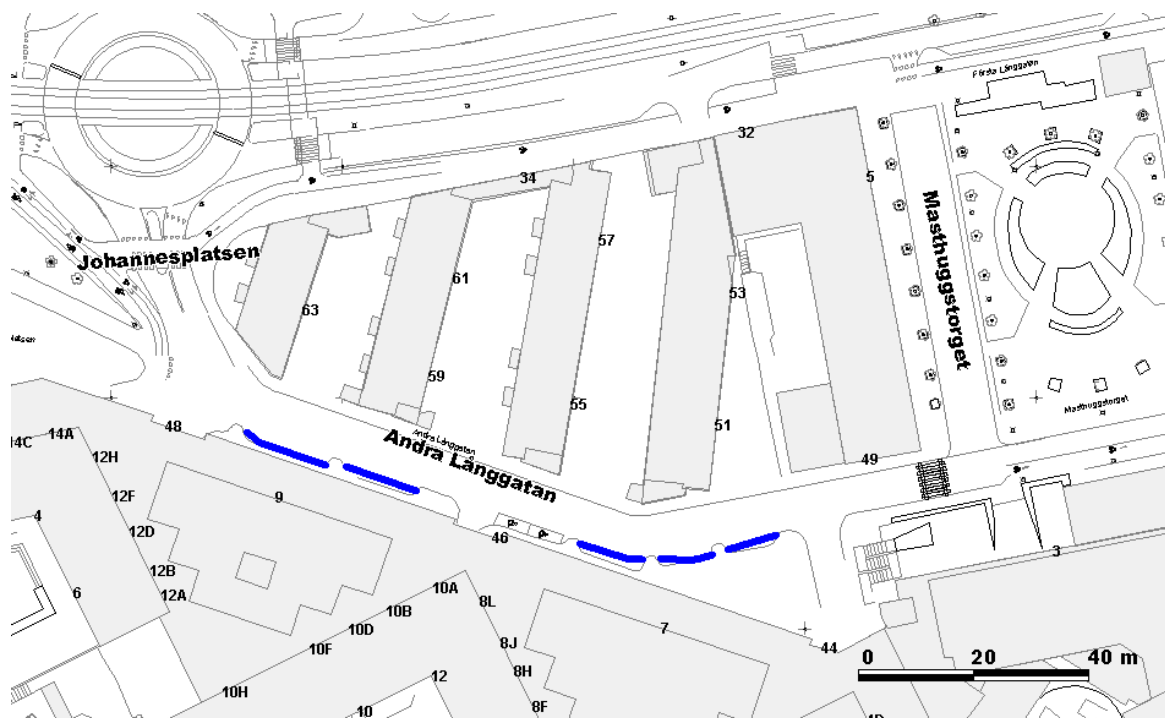 Första Långgatan
32
5
34
Masthuggstorget
57
Johannesplatsen
61
53
63
59
55
Masthuggstorget
51
48
14A
14C
Andra Långgatan
Andra Långgatan
12H
49
9
12F
4
12D
46
3
12B
10A
6
12A
8L
10B
10D
7
8J
10F
44
8H
0 20 40 m
12
10H
8F
10